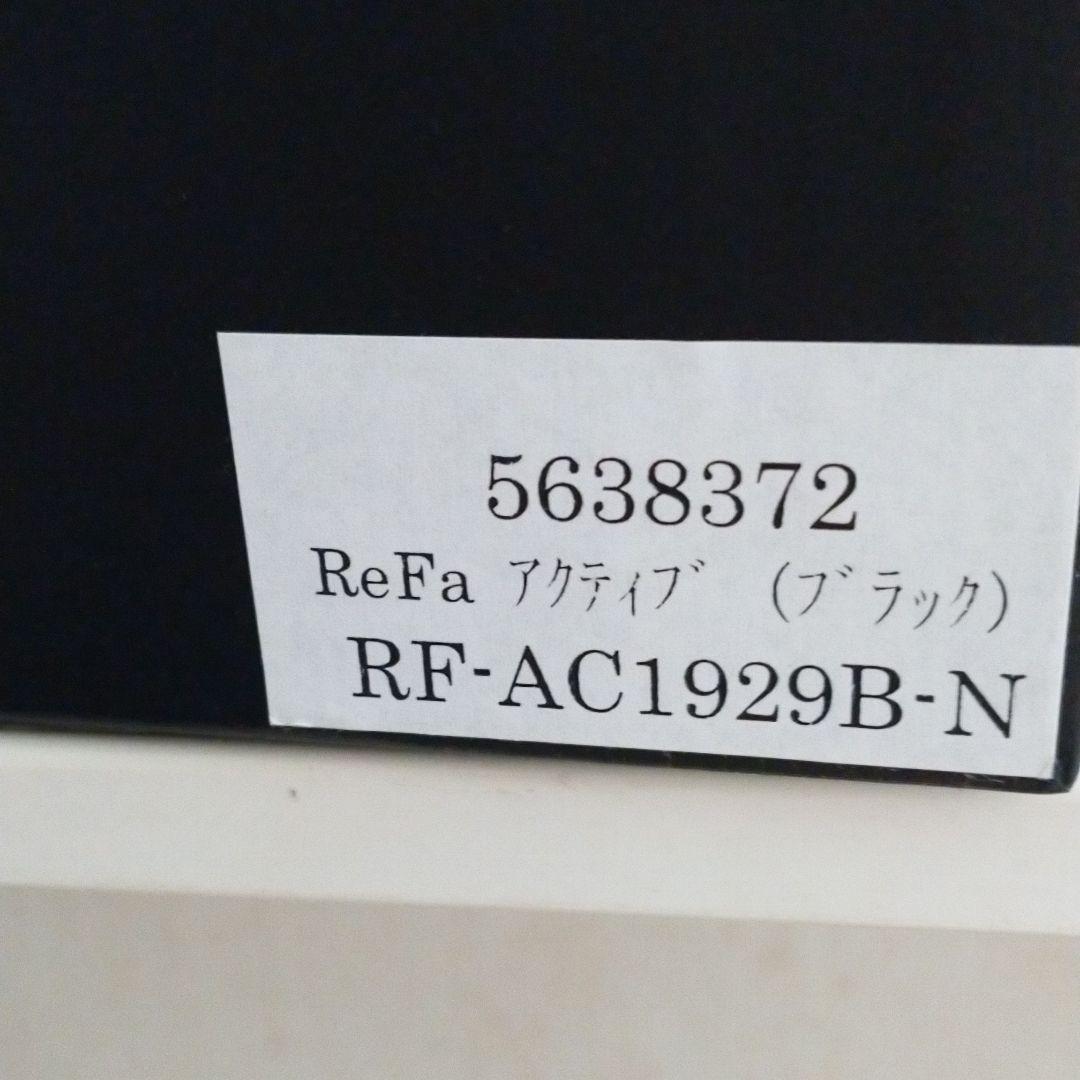 5638372
ReFa ｱｸﾃｨﾌﾞ (ﾌﾞﾗｯｸ)
RF-AC1929B-N